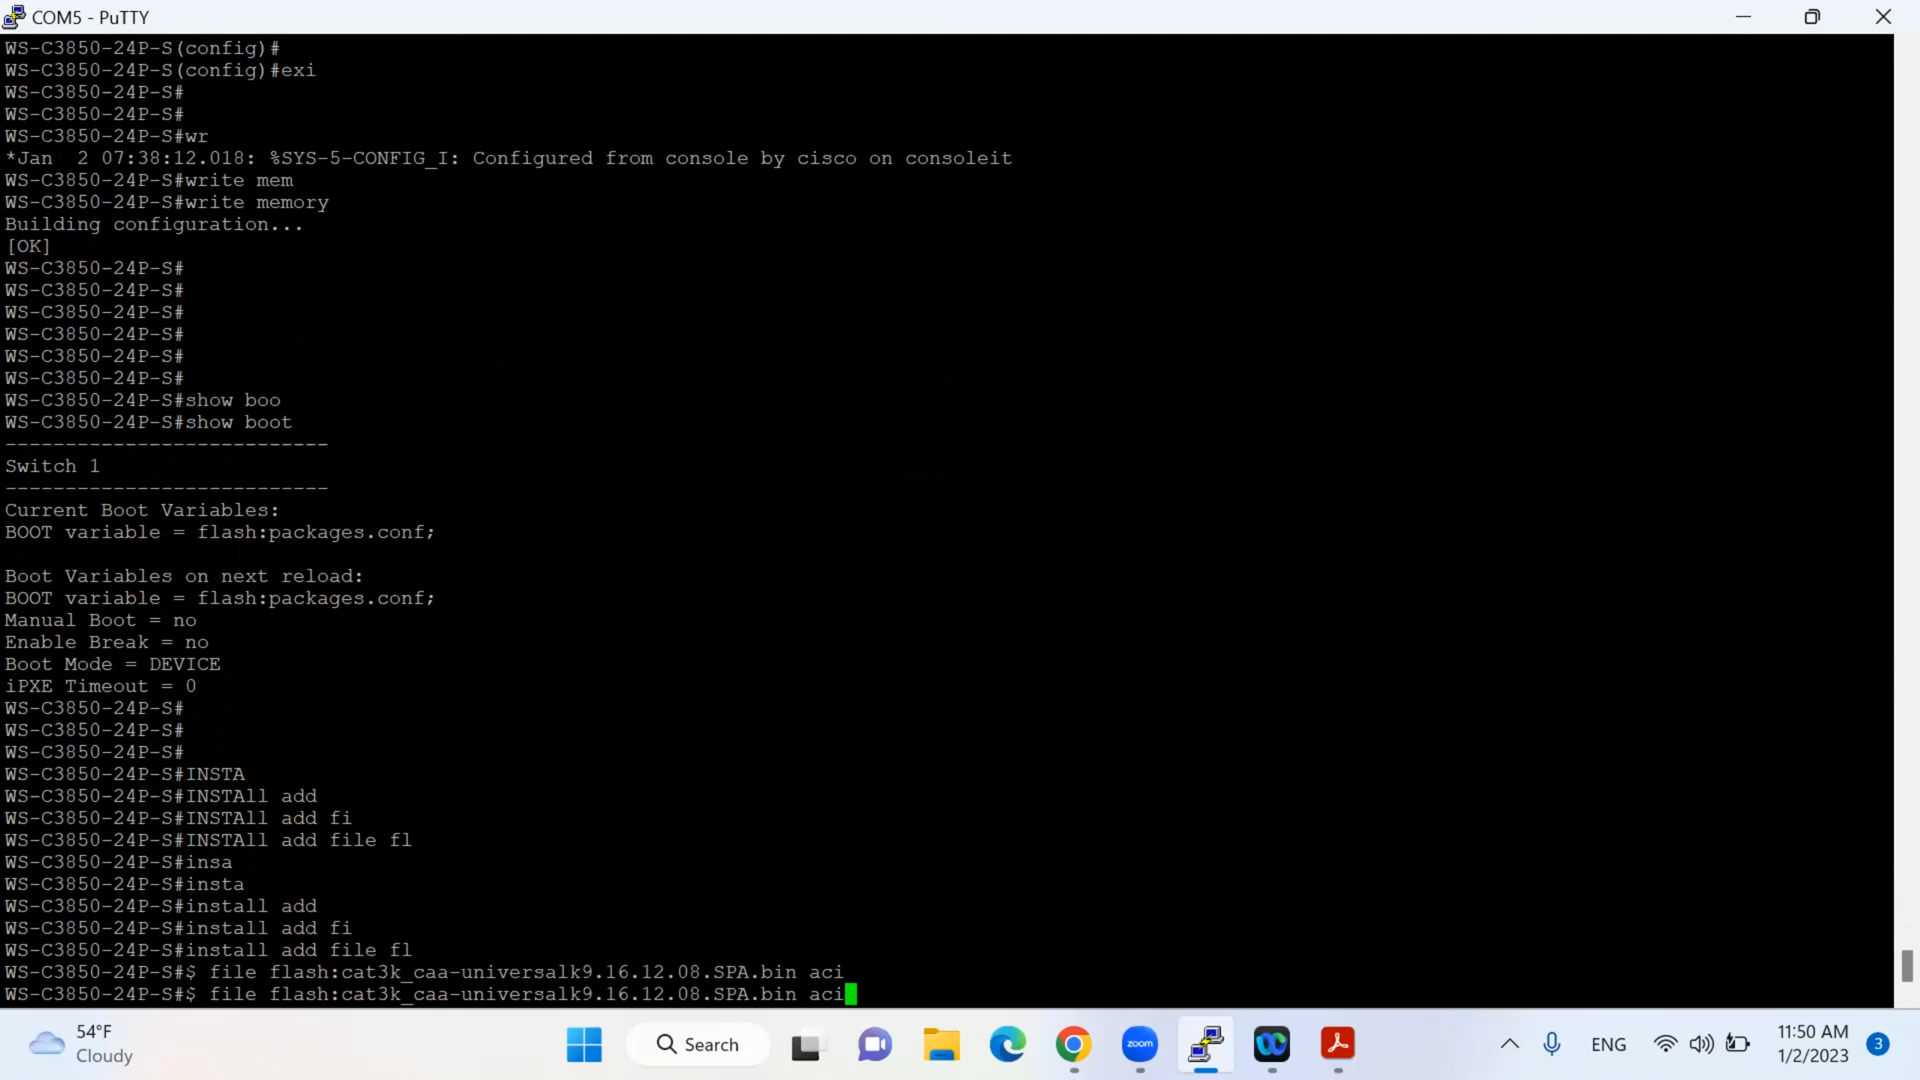 COM5 - PuTTY
WS-C3850-24P-S(config)#
WS-C3850-24P-S(config)#exi
WS-C3850-24P-S#
WS-C3850-24P-S#
WS-C3850-24P-S#wr
*Jan  2 07:38:12.018: %SYS-5-CONFIG_I: Configured from console by cisco on consoleit
WS-C3850-24P-S#write mem
WS-C3850-24P-S#write memory
Building configuration...
[OK]
WS-C3850-24P-S#
WS-C3850-24P-S#
WS-C3850-24P-S#
WS-C3850-24P-S#
WS-C3850-24P-S#
WS-C3850-24P-S#
WS-C3850-24P-S#show boo
WS-C3850-24P-S#show boot
---------------------------
Switch 1
---------------------------
Current Boot Variables:
BOOT variable = flash:packages.conf;
Boot Variables on next reload:
BOOT variable = flash:packages.conf;
Manual Boot = no
Enable Break = no
Boot Mode = DEVICE
iPXE Timeout = 0
WS-C3850-24P-S#
WS-C3850-24P-S#
WS-C3850-24P-S#
WS-C3850-24P-S#INSTA
WS-C3850-24P-S#INSTAll add
WS-C3850-24P-S#INSTAll add fi
WS-C3850-24P-S#INSTAll add file fl
WS-C3850-24P-S#insa
WS-C3850-24P-S#insta
WS-C3850-24P-S#install add
WS-C3850-24P-S#install add fi
WS-C3850-24P-S#install add file fl
WS-C3850-24P-S#$ file flash:cat3k_caa-universalk9.16.12.08.SPA.bin aci
WS-C3850-24P-S#$ file flash:cat3k_caa-universalk9.16.12.08.SPA.bin aci
54°F
Cloudy
Search
zoom
ENG
11:50 AM
1/2/2023
3